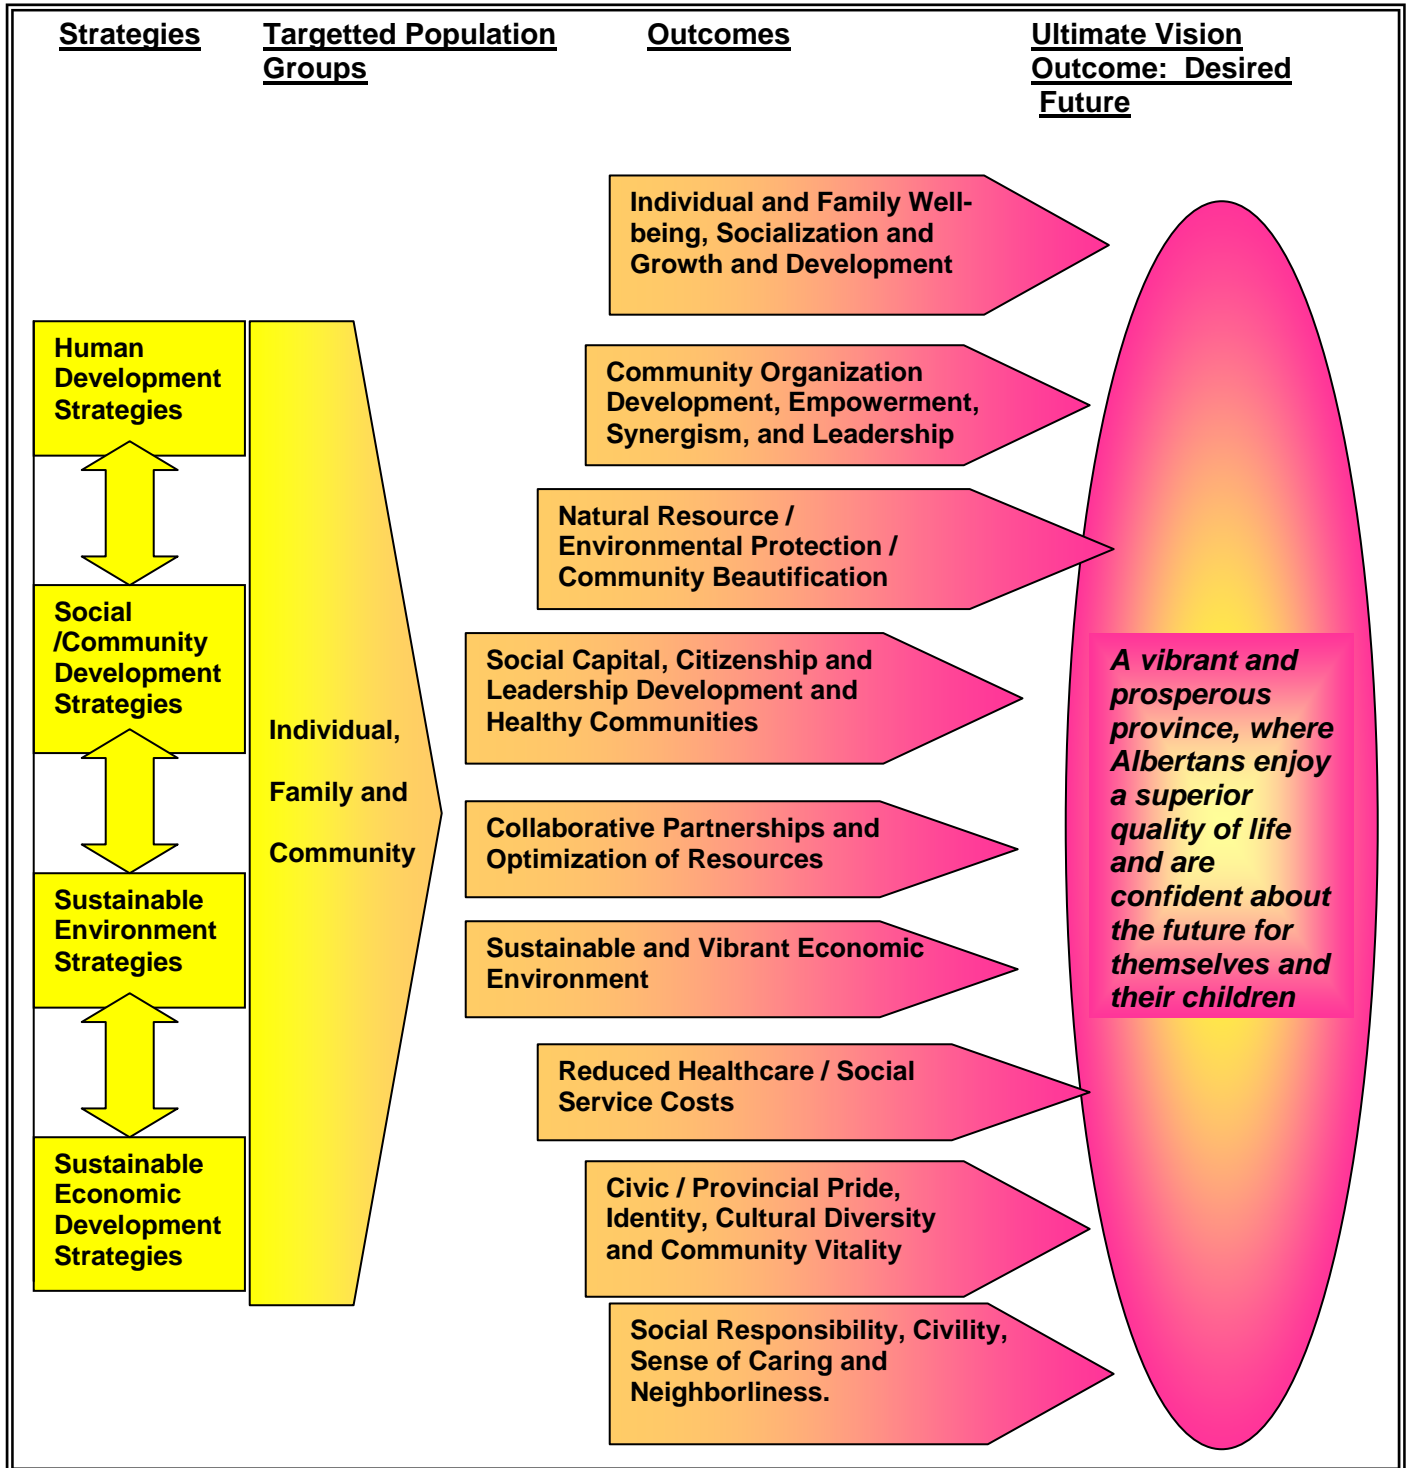 Strategies
Targetted Population
Groups
Outcomes
Ultimate Vision
Outcome: Desired
Future
Human
Development
Strategies
Social
/Community
Development
Strategies
Sustainable
Environment
Strategies
Sustainable
Economic
Development
Strategies
Individual,
Family and
Community
Individual and Family Well-
being, Socialization and
Growth and Development
Community Organization
Development, Empowerment,
Synergism, and Leadership
Natural Resource /
Environmental Protection /
Community Beautification
Social Capital, Citizenship and
Leadership Development and
Healthy Communities
Collaborative Partnerships and
Optimization of Resources
Sustainable and Vibrant Economic
Environment
Reduced Healthcare / Social
Service Costs
Civic / Provincial Pride,
Identity, Cultural Diversity
and Community Vitality
Social Responsibility, Civility,
Sense of Caring and
Neighborliness.
A vibrant and
prosperous
province, where
Albertans enjoy
a superior
quality of life
and are
confident about
the future for
themselves and
their children